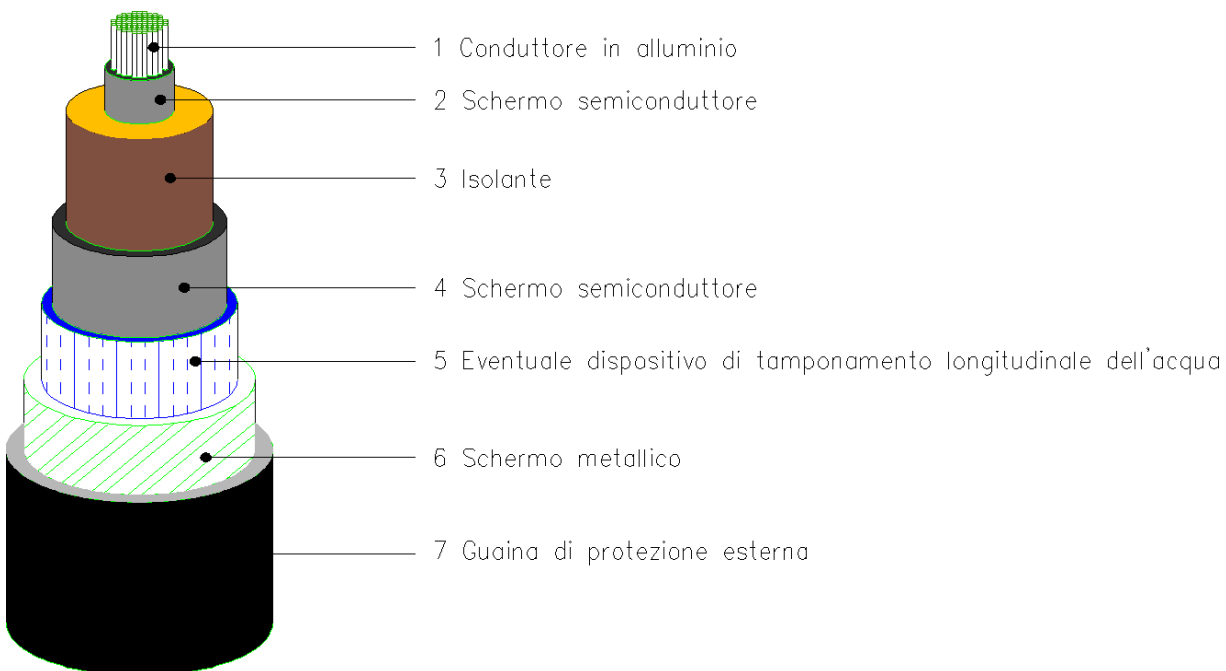 1 Conduttore in alluminio
2 Schermo semiconduttore
3 Isolante
4 Schermo semiconduttore
5 Eventuale dispositivo di tamponamento longitudinale dell'acqua
6 Schermo metallico
7 Guaina di protezione esterna